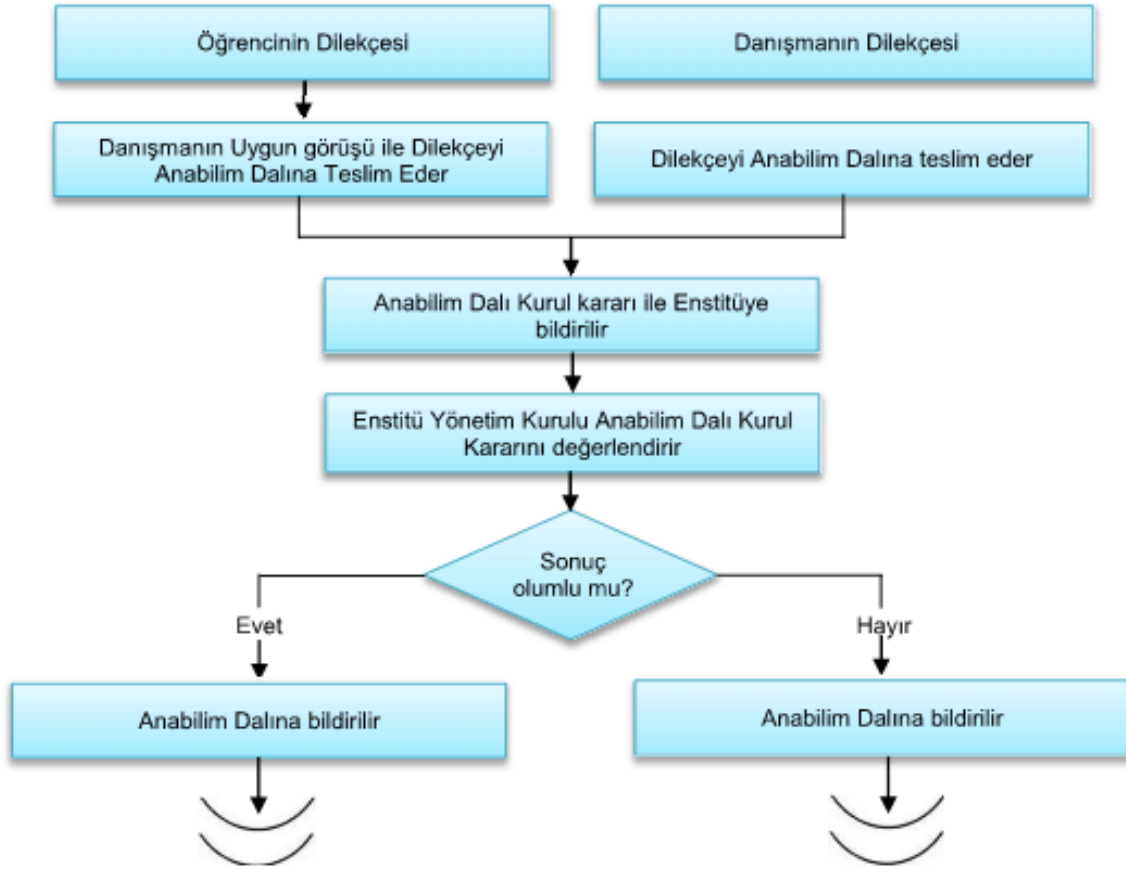 Öğrencinin Dilekçesi
Danışmanın Dilekçesi
Danışmanın Uygun görüşü ile Dilekçeyi
Anabilim Dalına Teslim Eder
Dilekçeyi Anabilim Dalına teslim eder
Anabilim Dalı Kurul kararı ile Enstitüye
bildirilir
Enstitü Yönetim Kurulu Anabilim Dalı Kurul
Kararını değerlendirir
Sonuç
olumlu mu?
Evet
Hayır
Anabilim Dalına bildirilir
Anabilim Dalına bildirilir